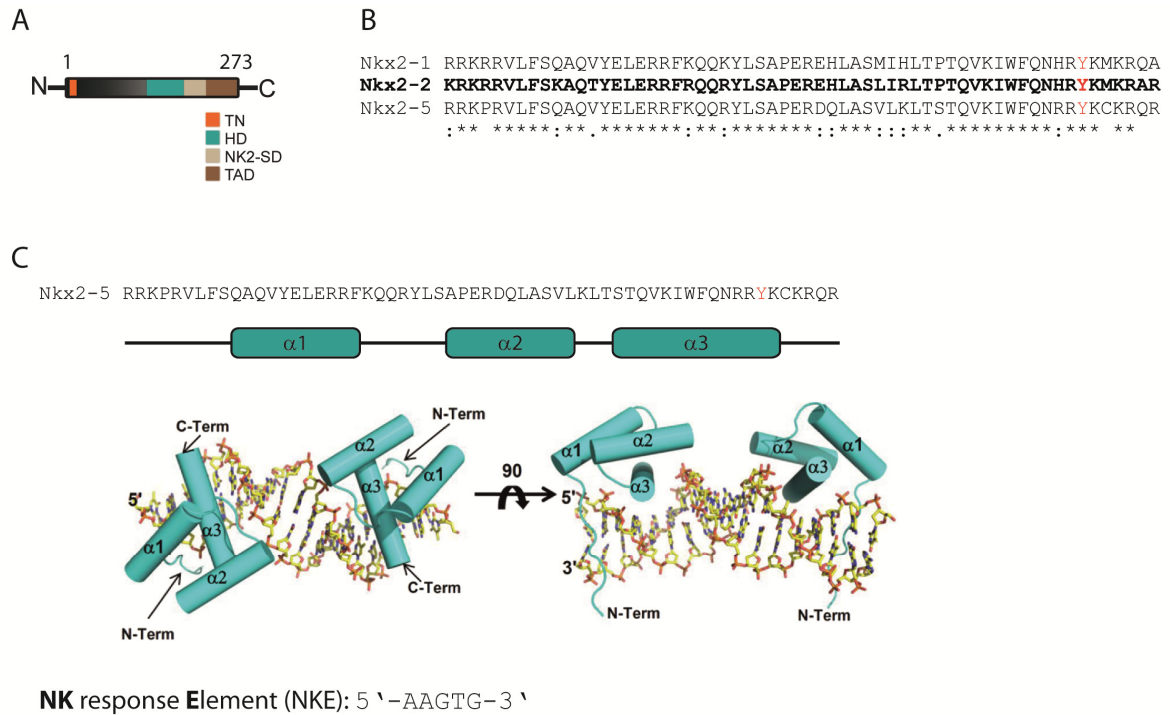 A
1
273
N
C
TN
HD
NK2-SD
TAD
B
Nkx2-1 RRKRRVLFSQAQVYELERRFKQQKYLSAPEREHLASMIHLTPTQVKIWFQNHRYKMKRQA
Nkx2-2 KRKRRVLFSKAQTYELERRFRQQRYLSAPEREHLASLIRLTPTQVKIWFQNHRYKMKRAR
Nkx2-5 RRKPRVLFSQAQVYELERRFKQQRYLSAPERDQLASVLKLTSTQVKIWFQNRRYKCKRQR
:** *****:**.*******:**:*******::***::**.*********:*** **
C
Nkx2-5 RRKPRVLFSQAQVYELERRFKQQRYLSAPERDQLASVLKLTSTQVKIWFQNRRYKCKRQR
α1 α2 α3
C-Term
5'
α1
α3
α2
N-Term
α2
N-Term
α3
α1
C-Term
90
α1
α2
α3
5'
3'
N-Term
α2
α1
α3
N-Term
NK response Element (NKE): 5‘-AAGTG-3‘